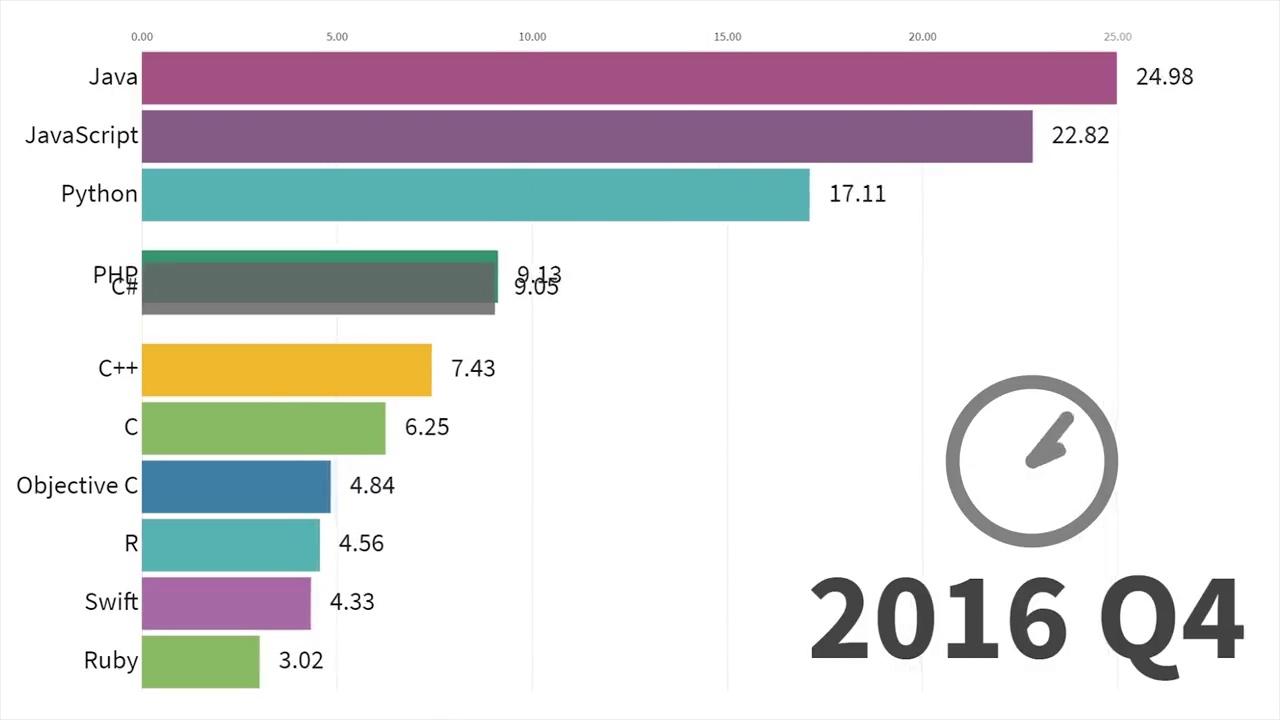 0.00 5.00 10.00 15.00 20.00 25.00
Java 24.98
JavaScript 22.82
Python 17.11
PHP 9.13
C# 9.05
C++ 7.43
C 6.25
Objective C 4.84
R 4.56
Swift 4.33
Ruby 3.02
2016 Q4